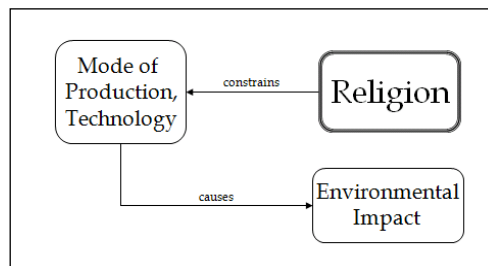 Mode of
Production,
Technology
constrains
Religion
causes
Environmental
Impact